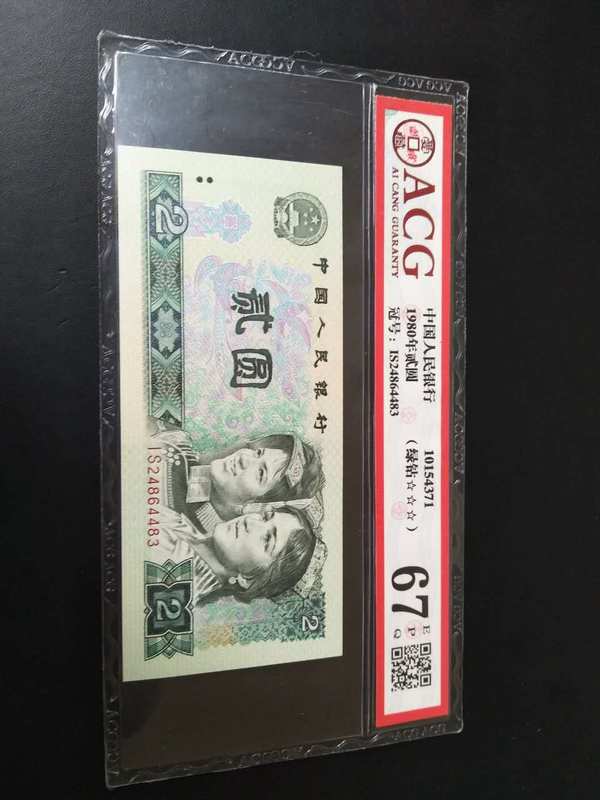 ACG
AI CANG GUARANTY
中国人民银行
1980年贰圆
冠号：IS24864483
10154371
（绿钻☆☆☆）
67
E
P
Q
中国人民银行
贰圆
2
IS24864483
2
2